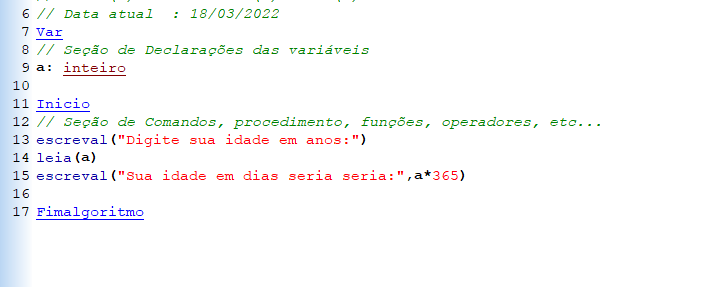 6 // Data atual  : 18/03/2022
7 Var
8 // Seção de Declarações das variáveis
9 a: inteiro
10
11 Inicio
12 // Seção de Comandos, procedimento, funções, operadores, etc...
13 escreval("Digite sua idade em anos:")
14 leia(a)
15 escreval("Sua idade em dias seria seria:",a*365)
16
17 Fimalgoritmo